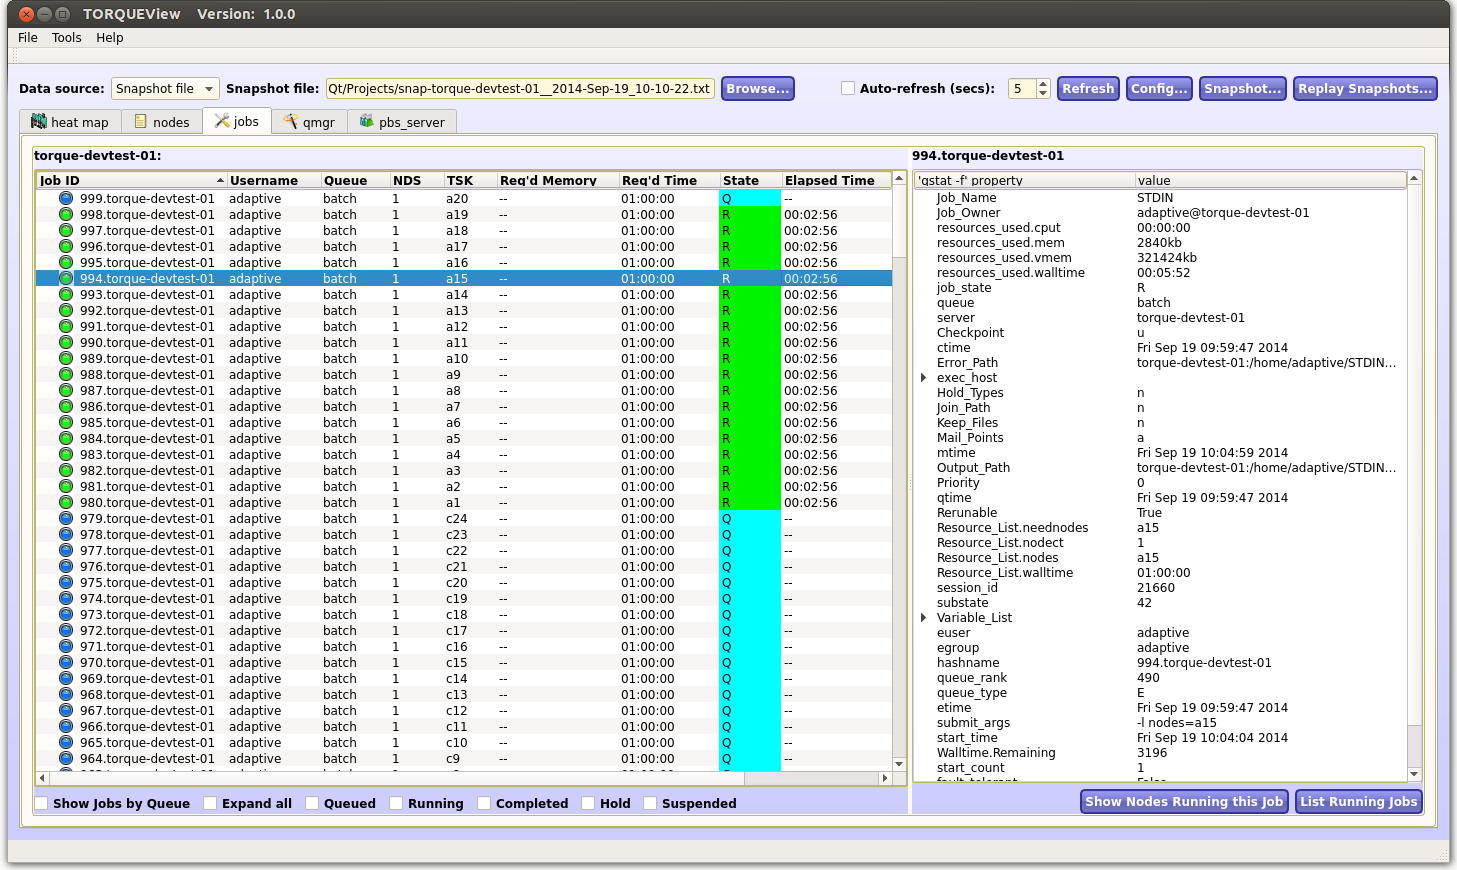 TORQUEView Version: 1.0.0
File Tools Help
Data source: Snapshot file Snapshot file: Qt/Projects/snap-torque-devtest-01__2014-Sep-19_10-10-22.txt Browse... Auto-refresh (secs): 5 Refresh Config... Snapshot... Replay Snapshots...
heat map nodes jobs qmgr pbs_server
torque-devtest-01:
Job ID Username Queue NDS TSK Req'd Memory Req'd Time State Elapsed Time
999.torque-devtest-01 adaptive batch 1 a20 -- 01:00:00 Q --
998.torque-devtest-01 adaptive batch 1 a19 -- 01:00:00 R 00:02:56
997.torque-devtest-01 adaptive batch 1 a18 -- 01:00:00 R 00:02:56
996.torque-devtest-01 adaptive batch 1 a17 -- 01:00:00 R 00:02:56
995.torque-devtest-01 adaptive batch 1 a16 -- 01:00:00 R 00:02:56
994.torque-devtest-01 adaptive batch 1 a15 -- 01:00:00 R 00:02:56
993.torque-devtest-01 adaptive batch 1 a14 -- 01:00:00 R 00:02:56
992.torque-devtest-01 adaptive batch 1 a13 -- 01:00:00 R 00:02:56
991.torque-devtest-01 adaptive batch 1 a12 -- 01:00:00 R 00:02:56
990.torque-devtest-01 adaptive batch 1 a11 -- 01:00:00 R 00:02:56
989.torque-devtest-01 adaptive batch 1 a10 -- 01:00:00 R 00:02:56
988.torque-devtest-01 adaptive batch 1 a9 -- 01:00:00 R 00:02:56
987.torque-devtest-01 adaptive batch 1 a8 -- 01:00:00 R 00:02:56
986.torque-devtest-01 adaptive batch 1 a7 -- 01:00:00 R 00:02:56
985.torque-devtest-01 adaptive batch 1 a6 -- 01:00:00 R 00:02:56
984.torque-devtest-01 adaptive batch 1 a5 -- 01:00:00 R 00:02:56
983.torque-devtest-01 adaptive batch 1 a4 -- 01:00:00 R 00:02:56
982.torque-devtest-01 adaptive batch 1 a3 -- 01:00:00 R 00:02:56
981.torque-devtest-01 adaptive batch 1 a2 -- 01:00:00 R 00:02:56
980.torque-devtest-01 adaptive batch 1 a1 -- 01:00:00 R 00:02:56
979.torque-devtest-01 adaptive batch 1 c24 -- 01:00:00 Q --
978.torque-devtest-01 adaptive batch 1 c23 -- 01:00:00 Q --
977.torque-devtest-01 adaptive batch 1 c22 -- 01:00:00 Q --
976.torque-devtest-01 adaptive batch 1 c21 -- 01:00:00 Q --
975.torque-devtest-01 adaptive batch 1 c20 -- 01:00:00 Q --
974.torque-devtest-01 adaptive batch 1 c19 -- 01:00:00 Q --
973.torque-devtest-01 adaptive batch 1 c18 -- 01:00:00 Q --
972.torque-devtest-01 adaptive batch 1 c17 -- 01:00:00 Q --
971.torque-devtest-01 adaptive batch 1 c16 -- 01:00:00 Q --
970.torque-devtest-01 adaptive batch 1 c15 -- 01:00:00 Q --
969.torque-devtest-01 adaptive batch 1 c14 -- 01:00:00 Q --
968.torque-devtest-01 adaptive batch 1 c13 -- 01:00:00 Q --
967.torque-devtest-01 adaptive batch 1 c12 -- 01:00:00 Q --
966.torque-devtest-01 adaptive batch 1 c11 -- 01:00:00 Q --
965.torque-devtest-01 adaptive batch 1 c10 -- 01:00:00 Q --
964.torque-devtest-01 adaptive batch 1 c9 -- 01:00:00 Q --
Show Jobs by Queue Expand all Queued Running Completed Hold Suspended
994.torque-devtest-01
'qstat -f' property value
Job_Name STDIN
Job_Owner adaptive@torque-devtest-01
resources_used.cput 00:00:00
resources_used.mem 2840kb
resources_used.vmem 321424kb
resources_used.walltime 00:05:52
job_state R
queue batch
server torque-devtest-01
Checkpoint u
ctime Fri Sep 19 09:59:47 2014
Error_Path torque-devtest-01:/home/adaptive/STDIN...
exec_host
Hold_Types n
Join_Path n
Keep_Files n
Mail_Points a
mtime Fri Sep 19 10:04:59 2014
Output_Path torque-devtest-01:/home/adaptive/STDIN...
Priority 0
qtime Fri Sep 19 09:59:47 2014
Rerunable True
Resource_List.neednodes a15
Resource_List.nodect 1
Resource_List.nodes a15
Resource_List.walltime 01:00:00
session_id 21660
substate 42
Variable_List
euser adaptive
egroup adaptive
hashname 994.torque-devtest-01
queue_rank 490
queue_type E
etime Fri Sep 19 09:59:47 2014
submit_args -l nodes=a15
start_time Fri Sep 19 10:04:04 2014
Walltime.Remaining 3196
start_count 1
fault_tolerant False
Show Nodes Running this Job List Running Jobs